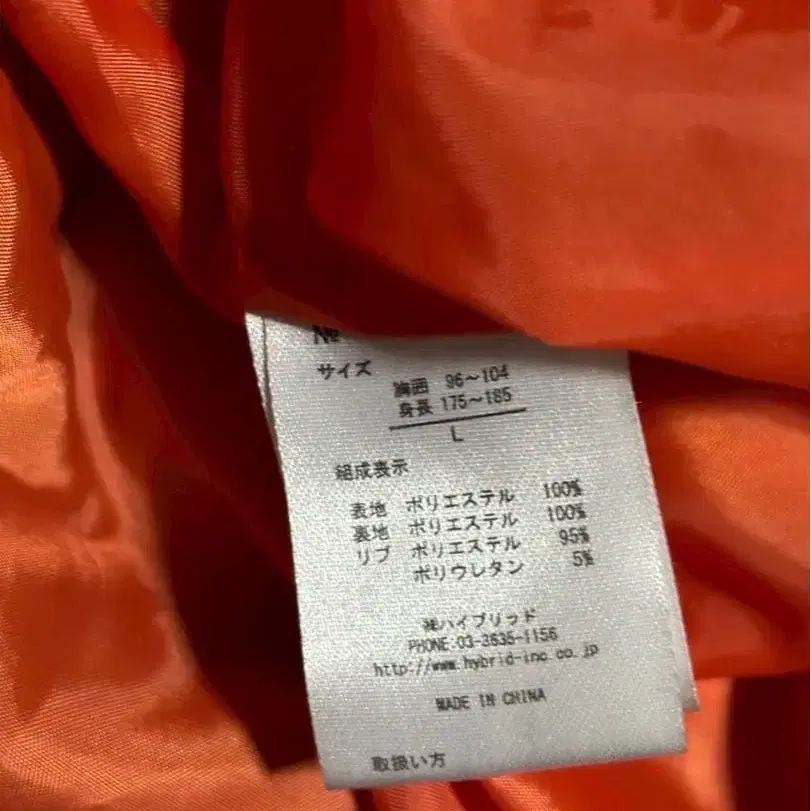 №
サイズ
胸囲 96～104
身長 175～185
L
組成表示
表地 ポリエステル 100%
裏地 ポリエステル 100%
リブ ポリエステル 95%
ポリウレタン 5%
㈱ハイブリッド
PHONE:03-3635-1156
http://www.hybrid-inc.co.jp
MADE IN CHINA
取扱い方